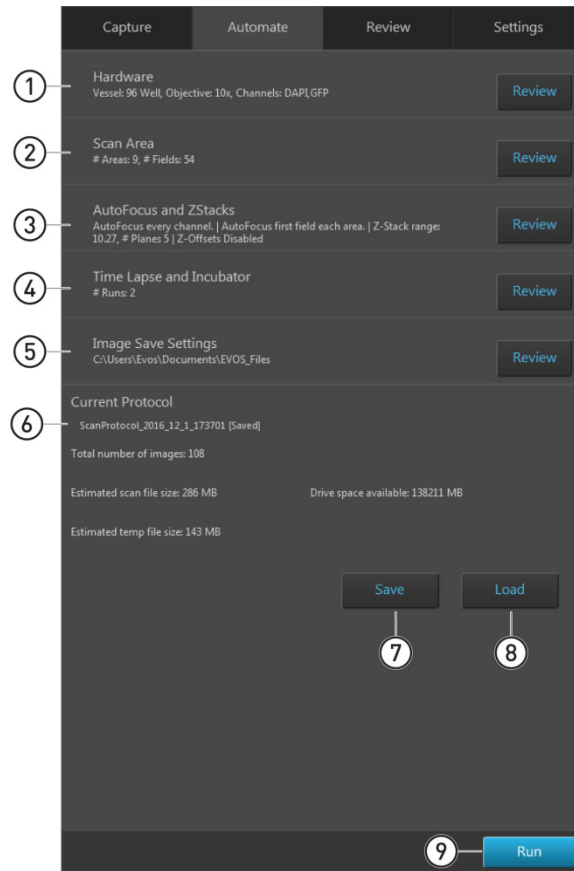 Capture Automate Review Settings
1 Hardware
Vessel: 96 Well, Objective: 10x, Channels: DAPI,GFP
Review
2 Scan Area
# Areas: 9, # Fields: 54
Review
3 AutoFocus and ZStacks
AutoFocus every channel. | AutoFocus first field each area. | Z-Stack range:
10.27, # Planes 5 | Z-Offsets Disabled
Review
4 Time Lapse and Incubator
# Runs: 2
Review
5 Image Save Settings
C:\Users\Evos\Documents\EVOS_Files
Review
Current Protocol
6 ScanProtocol_2016_12_1_173701 [Saved]
Total number of images: 108
Estimated scan file size: 286 MB Drive space available: 138211 MB
Estimated temp file size: 143 MB
Save Load
7 8
9 Run